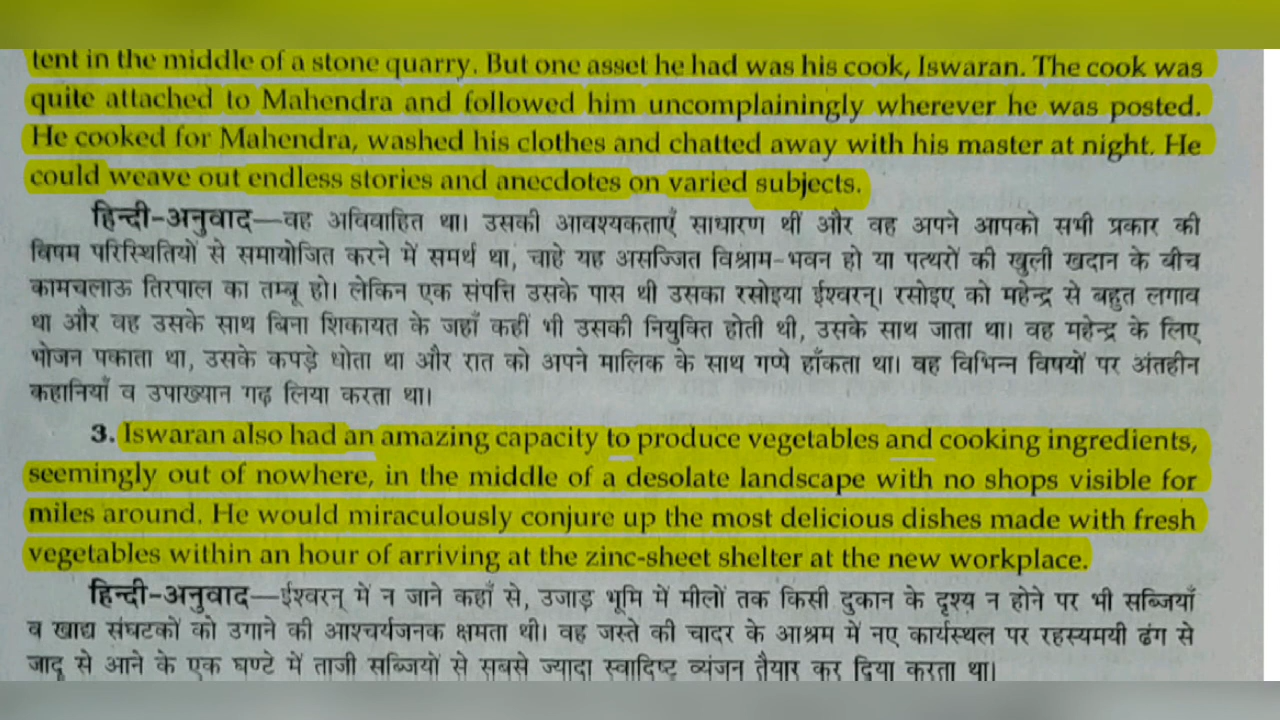 tent in the middle of a stone quarry. But one asset he had was his cook, Iswaran. The cook was
quite attached to Mahendra and followed him uncomplainingly wherever he was posted.
He cooked for Mahendra, washed his clothes and chatted away with his master at night. He
could weave out endless stories and anecdotes on varied subjects.
हिन्दी-अनुवाद—वह अविवाहित था। उसकी आवश्यकताएँ साधारण थीं और वह अपने आपको सभी प्रकार की
विषम परिस्थितियों से समायोजित करने में समर्थ था, चाहे यह असज्जित विश्राम-भवन हो या पत्थरों की खुली खदान के बीच
कामचलाऊ तिरपाल का तम्बू हो। लेकिन एक संपत्ति उसके पास थी उसका रसोइया ईश्वरन्। रसोइए को महेन्द्र से बहुत लगाव
था और वह उसके साथ बिना शिकायत के जहाँ कहीं भी उसकी नियुक्ति होती थी, उसके साथ जाता था। वह महेन्द्र के लिए
भोजन पकाता था, उसके कपड़े धोता था और रात को अपने मालिक के साथ गप्पे हाँकता था। वह विभिन्न विषयों पर अंतहीन
कहानियाँ व उपाख्यान गढ़ लिया करता था।
3. Iswaran also had an amazing capacity to produce vegetables and cooking ingredients,
seemingly out of nowhere, in the middle of a desolate landscape with no shops visible for
miles around. He would miraculously conjure up the most delicious dishes made with fresh
vegetables within an hour of arriving at the zinc-sheet shelter at the new workplace.
हिन्दी-अनुवाद—ईश्वरन् में न जाने कहाँ से, उजाड़ भूमि में मीलों तक किसी दुकान के दृश्य न होने पर भी सब्जियाँ
व खाद्य संघटकों को उगाने की आश्चर्यजनक क्षमता थी। वह जस्ते की चादर के आश्रम में नए कार्यस्थल पर रहस्यमयी ढंग से
जादू से आने के एक घण्टे में ताजी सब्जियों से सबसे ज्यादा स्वादिष्ट व्यंजन तैयार कर दिया करता था।